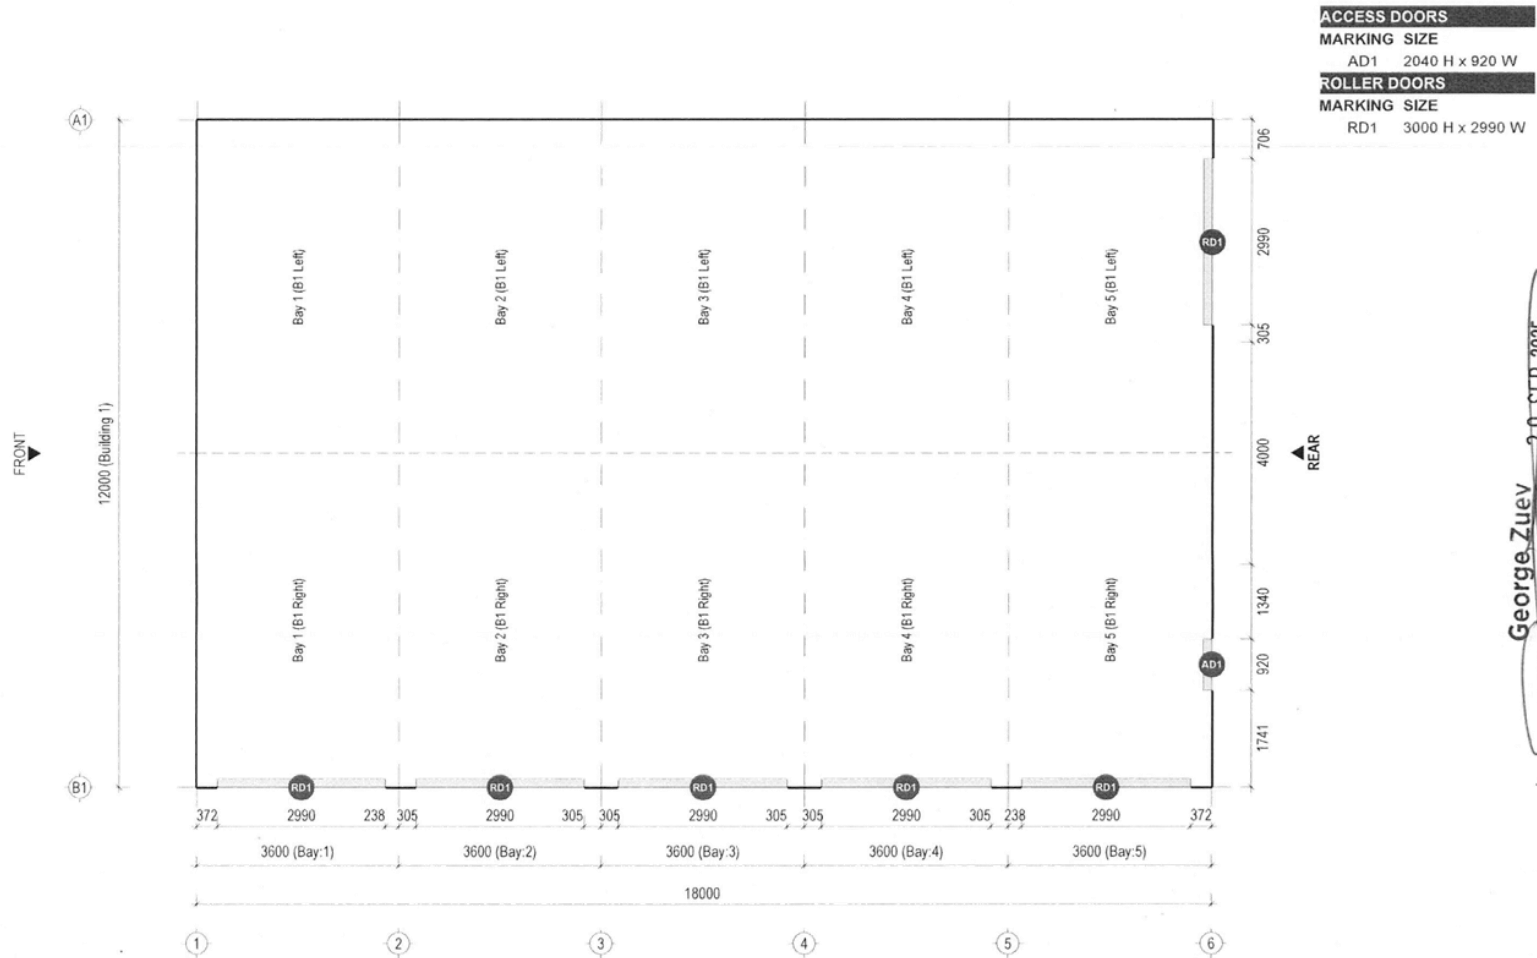 ACCESS DOORS
MARKING SIZE
AD1 2040 H x 920 W
ROLLER DOORS
MARKING SIZE
RD1 3000 H x 2990 W
A1
706
RD1
2990
Bay 1 (B1 Left)
Bay 2 (B1 Left)
Bay 3 (B1 Left)
Bay 4 (B1 Left)
Bay 5 (B1 Left)
305
FRONT
12000 (Building 1)
4000
REAR
George Zuev
Bay 1 (B1 Right)
Bay 2 (B1 Right)
Bay 3 (B1 Right)
Bay 4 (B1 Right)
Bay 5 (B1 Right)
1340
AD1
920
1741
B1
RD1
RD1
RD1
RD1
RD1
372 2990 238 305 2990 305 305 2990 305 305 2990 305 238 2990 372
3600 (Bay:1) 3600 (Bay:2) 3600 (Bay:3) 3600 (Bay:4) 3600 (Bay:5)
18000
1 2 3 4 5 6